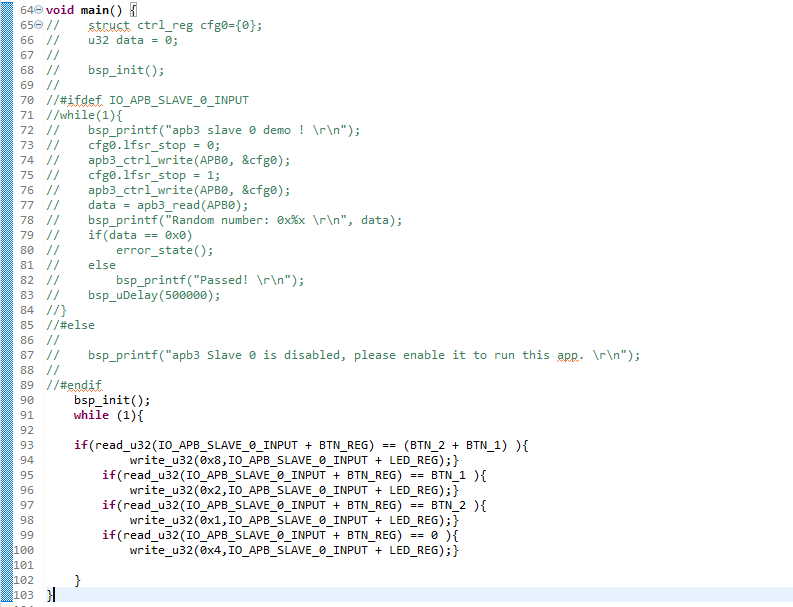 64 void main() {
65 //    struct ctrl_reg cfg0={0};
66 //    u32 data = 0;
67 //
68 //    bsp_init();
69 //
70 //#ifdef IO_APB_SLAVE_0_INPUT
71 //while(1){
72 //    bsp_printf("apb3 slave 0 demo ! \r\n");
73 //    cfg0.lfsr_stop = 0;
74 //    apb3_ctrl_write(APB0, &cfg0);
75 //    cfg0.lfsr_stop = 1;
76 //    apb3_ctrl_write(APB0, &cfg0);
77 //    data = apb3_read(APB0);
78 //    bsp_printf("Random number: 0x%x \r\n", data);
79 //    if(data == 0x0)
80 //        error_state();
81 //    else
82 //        bsp_printf("Passed! \r\n");
83 //    bsp_uDelay(500000);
84 //}
85 //#else
86 //
87 //    bsp_printf("apb3 Slave 0 is disabled, please enable it to run this app. \r\n");
88 //
89 //#endif
90     bsp_init();
91     while (1){
92
93     if(read_u32(IO_APB_SLAVE_0_INPUT + BTN_REG) == (BTN_2 + BTN_1) ){
94             write_u32(0x8,IO_APB_SLAVE_0_INPUT + LED_REG);}
95         if(read_u32(IO_APB_SLAVE_0_INPUT + BTN_REG) == BTN_1 ){
96             write_u32(0x2,IO_APB_SLAVE_0_INPUT + LED_REG);}
97         if(read_u32(IO_APB_SLAVE_0_INPUT + BTN_REG) == BTN_2 ){
98             write_u32(0x1,IO_APB_SLAVE_0_INPUT + LED_REG);}
99         if(read_u32(IO_APB_SLAVE_0_INPUT + BTN_REG) == 0 ){
100             write_u32(0x4,IO_APB_SLAVE_0_INPUT + LED_REG);}
101
102     }
103 }